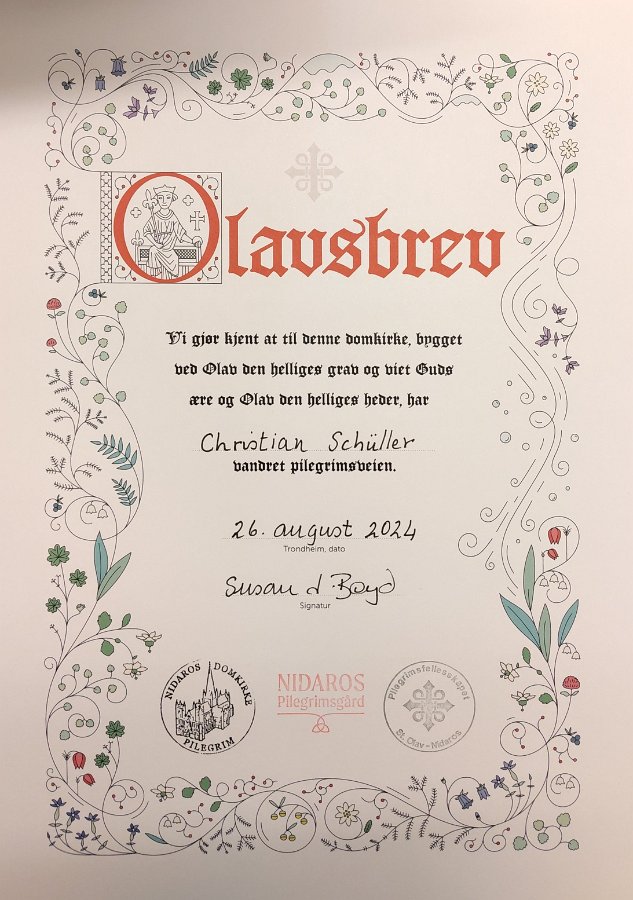 Olavsbrev
Vi gjør kjent at til denne domkirke, bygget
ved Olav den helliges grav og viet Guds
ære og Olav den helliges heder, har
Christian Schüller
vandret pilegrimsveien.
26. august 2024
Trondheim, dato
Susan d. Boyd
Signatur
NIDAROS DOMKIRKE
PILEGRIM
NIDAROS
Pilegrimsgård
Pilegrimsfellesskapet
St. Olav - Nidaros